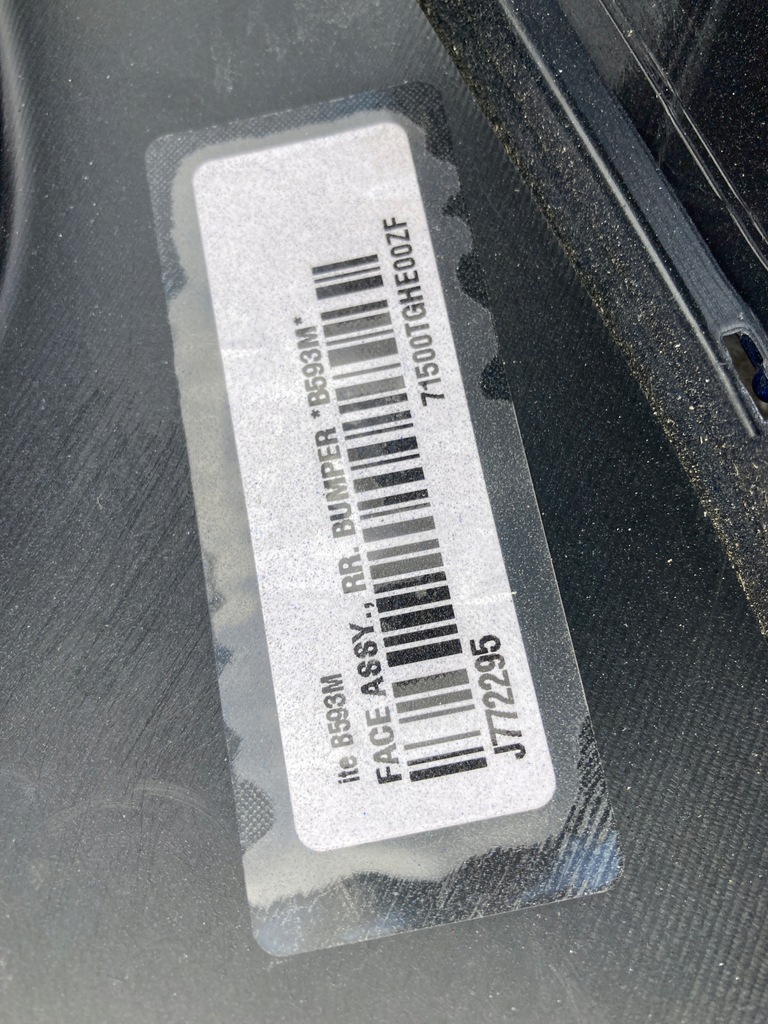 ite B593M
FACE ASSY., RR. BUMPER *B593M*
71500TGHE00ZF
J772295